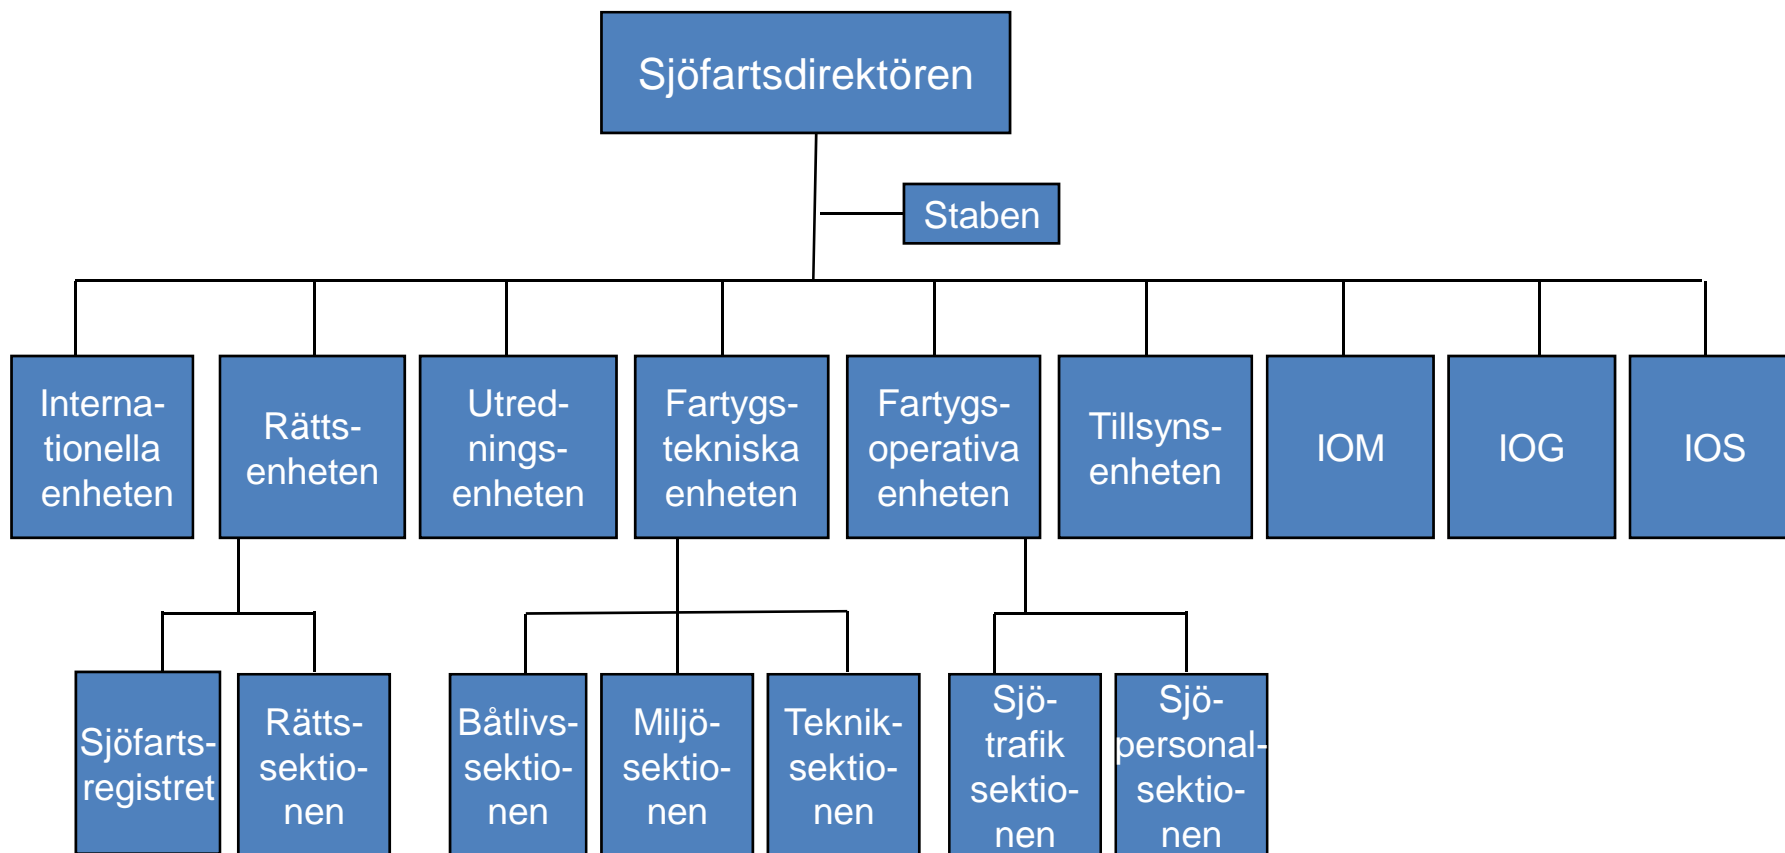 Sjöfartsdirektören
Staben
Interna-
tionella
enheten
Rätts-
enheten
Utred-
nings-
enheten
Fartygs-
tekniska
enheten
Fartygs-
operativa
enheten
Tillsyns-
enheten
IOM
IOG
IOS
Sjöfarts-
registret
Rätts-
sektio-
nen
Båtlivs-
sektio-
nen
Miljö-
sektio-
nen
Teknik-
sektio-
nen
Sjö-
trafik
sektio-
nen
Sjö-
personal-
sektio-
nen